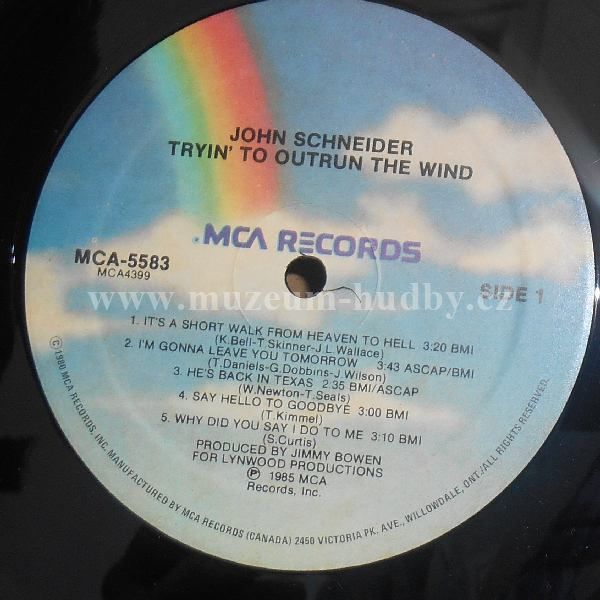 JOHN SCHNEIDER
TRYIN' TO OUTRUN THE WIND
MCA RECORDS
MCA-5583
MCA4399
SIDE 1
www.muzeum-hudby.cz
1. IT'S A SHORT WALK FROM HEAVEN TO HELL 3:20 BMI
(K.Bell-T.Skinner-J.L.Wallace)
2. I'M GONNA LEAVE YOU TOMORROW 3:43 ASCAP/BMI
(T.Daniels-G.Dobbins-J.Wilson)
3. HE'S BACK IN TEXAS 2:35 BMI/ASCAP
(W.Newton-T.Seals)
4. SAY HELLO TO GOODBYE 3:00 BMI
(T.Kimmel)
5. WHY DID YOU SAY I DO TO ME 3:10 BMI
(S.Curtis)
PRODUCED BY JIMMY BOWEN
FOR LYNWOOD PRODUCTIONS
Ⓟ 1985 MCA
Records, Inc.
©1980 MCA RECORDS, INC. MANUFACTURED BY MCA RECORDS (CANADA) 2450 VICTORIA PK. AVE., WILLOWDALE, ONT./ALL RIGHTS RESERVED.